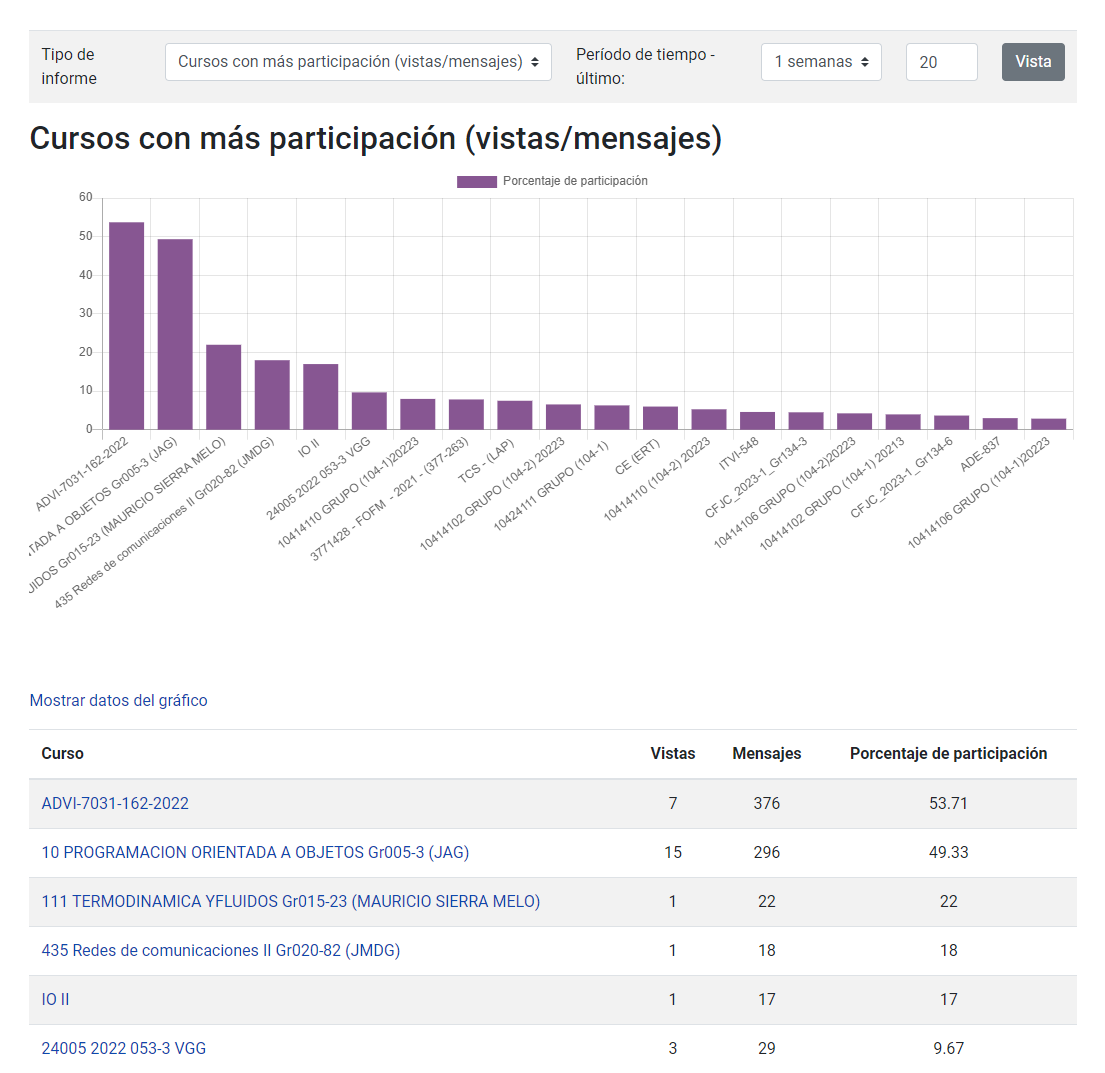 Tipo de
informe
Cursos con más participación (vistas/mensajes)
Período de tiempo -
último:
1 semanas
20
Vista
Cursos con más participación (vistas/mensajes)
Porcentaje de participación
60
50
40
30
20
10
0
ADVI-7031-162-2022
TADA A OBJETOS Gr005-3 (JAG)
JIDOS Gr015-23 (MAURICIO SIERRA MELO)
435 Redes de comunicaciones II Gr020-82 (JMDG)
IO II
24005 2022 053-3 VGG
10414110 GRUPO (104-1)20223
3771428 - FOFM - 2021 - (377-263)
TCS - (LAP)
10414102 GRUPO (104-2) 20223
10424111 GRUPO (104-1)
CE (ERT)
10414110 (104-2) 20223
ITVI-548
CFJC_2023-1_Gr134-3
10414106 GRUPO (104-2)20223
10414102 GRUPO (104-1) 20213
CFJC_2023-1_Gr134-6
ADE-837
10414106 GRUPO (104-1)20223
Mostrar datos del gráfico
Curso Vistas Mensajes Porcentaje de participación
ADVI-7031-162-2022 7 376 53.71
10 PROGRAMACION ORIENTADA A OBJETOS Gr005-3 (JAG) 15 296 49.33
111 TERMODINAMICA YFLUIDOS Gr015-23 (MAURICIO SIERRA MELO) 1 22 22
435 Redes de comunicaciones II Gr020-82 (JMDG) 1 18 18
IO II 1 17 17
24005 2022 053-3 VGG 3 29 9.67